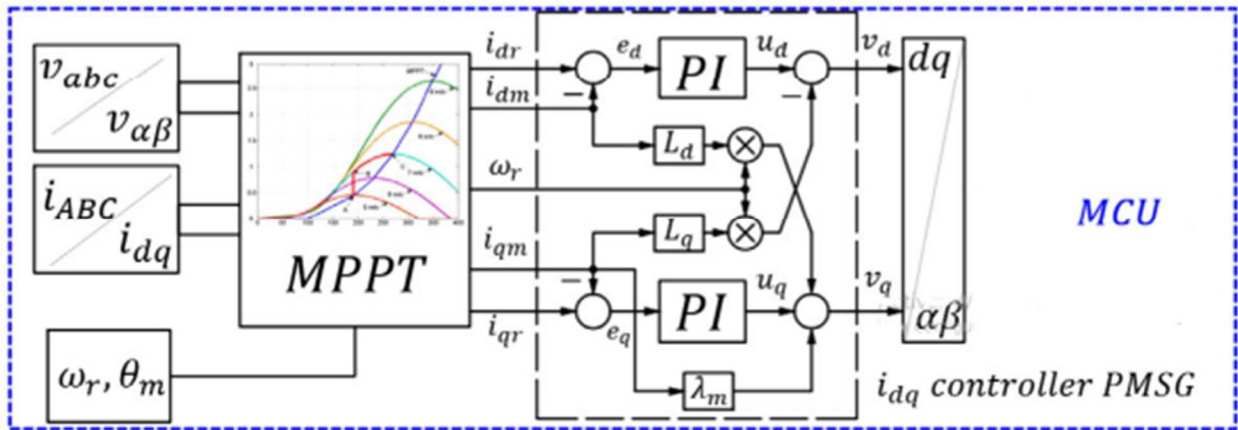 v_abc
v_αβ
i_ABC
i_dq
ω_r, θ_m
MPPT
MPPT
i_dr
i_dm
ω_r
i_qm
i_qr
e_d
PI
u_d
v_d
L_d
L_q
e_q
PI
u_q
v_q
λ_m
dq
αβ
MCU
i_dq controller PMSG